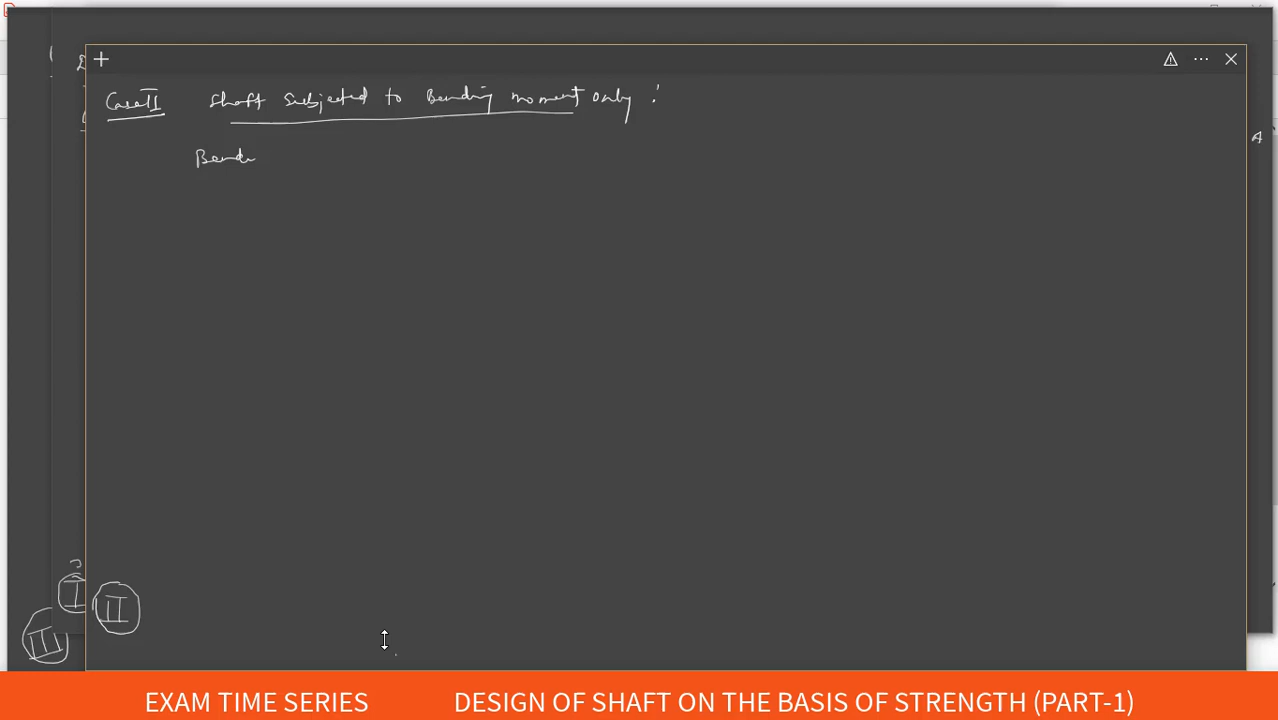 Case II Shaft Subjected to Bending moment only :
Bende
I
II
III
A
EXAM TIME SERIES DESIGN OF SHAFT ON THE BASIS OF STRENGTH (PART-1)